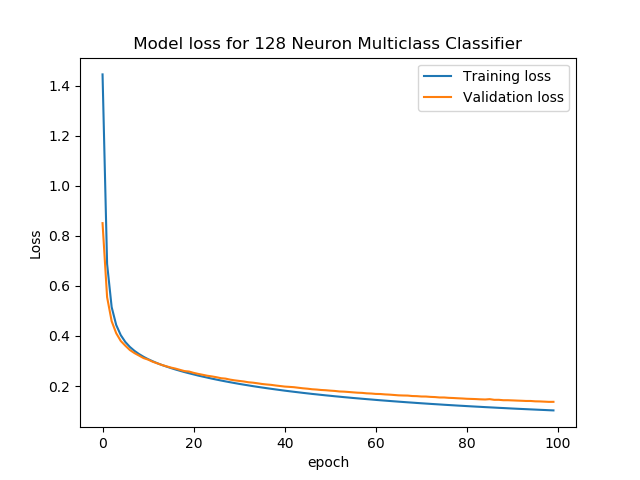 Model loss for 128 Neuron Multiclass Classifier
Training loss
Validation loss
1.4
1.2
1.0
0.8
0.6
0.4
0.2
Loss
0 20 40 60 80 100
epoch